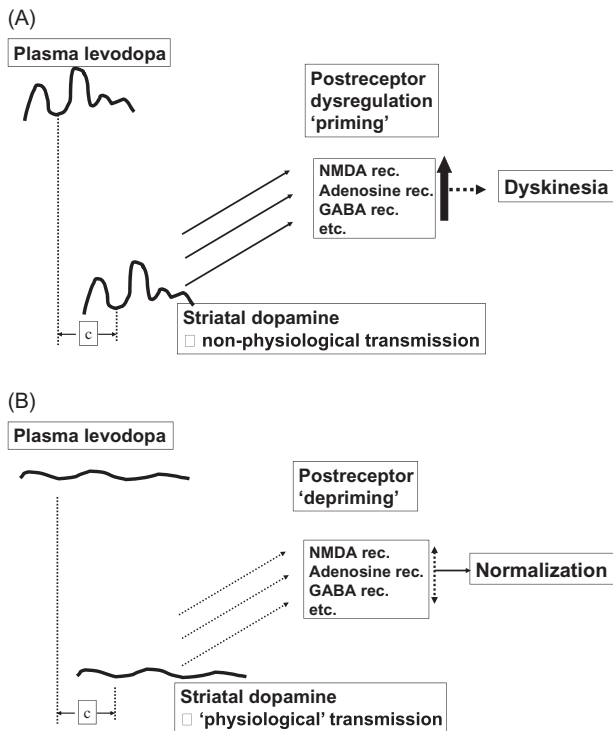 (A)
Plasma levodopa
Postreceptor
dysregulation
'priming'
NMDA rec.
Adenosine rec.
GABA rec.
etc.
Dyskinesia
c
Striatal dopamine
□ non-physiological transmission
(B)
Plasma levodopa
Postreceptor
'depriming'
NMDA rec.
Adenosine rec.
GABA rec.
etc.
Normalization
c
Striatal dopamine
□ 'physiological' transmission